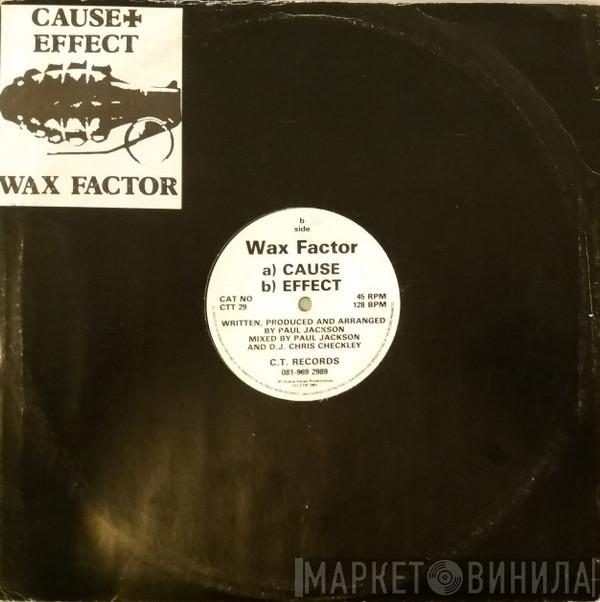 CAUSE+
EFFECT
WAX FACTOR
b
side
Wax Factor
a) CAUSE
b) EFFECT
CAT NO
CTT 29
45 RPM
128 BPM
WRITTEN, PRODUCED AND ARRANGED
BY PAUL JACKSON
MIXED BY PAUL JACKSON
AND D.J. CHRIS CHECKLEY
C.T. RECORDS
081-969 2989
МАРКЕТ ВИНИЛА